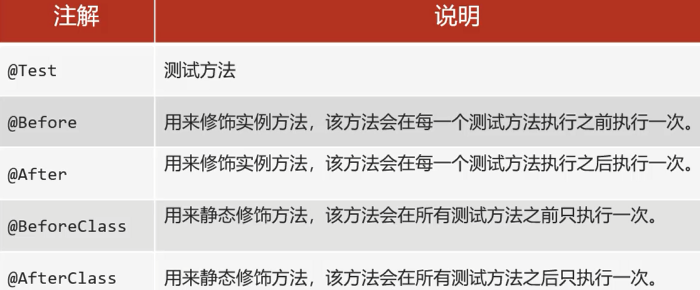 注解 说明
@Test 测试方法
@Before 用来修饰实例方法，该方法会在每一个测试方法执行之前执行一次。
@After 用来修饰实例方法，该方法会在每一个测试方法执行之后执行一次。
@BeforeClass 用来静态修饰方法，该方法会在所有测试方法之前只执行一次。
@AfterClass 用来静态修饰方法，该方法会在所有测试方法之后只执行一次。